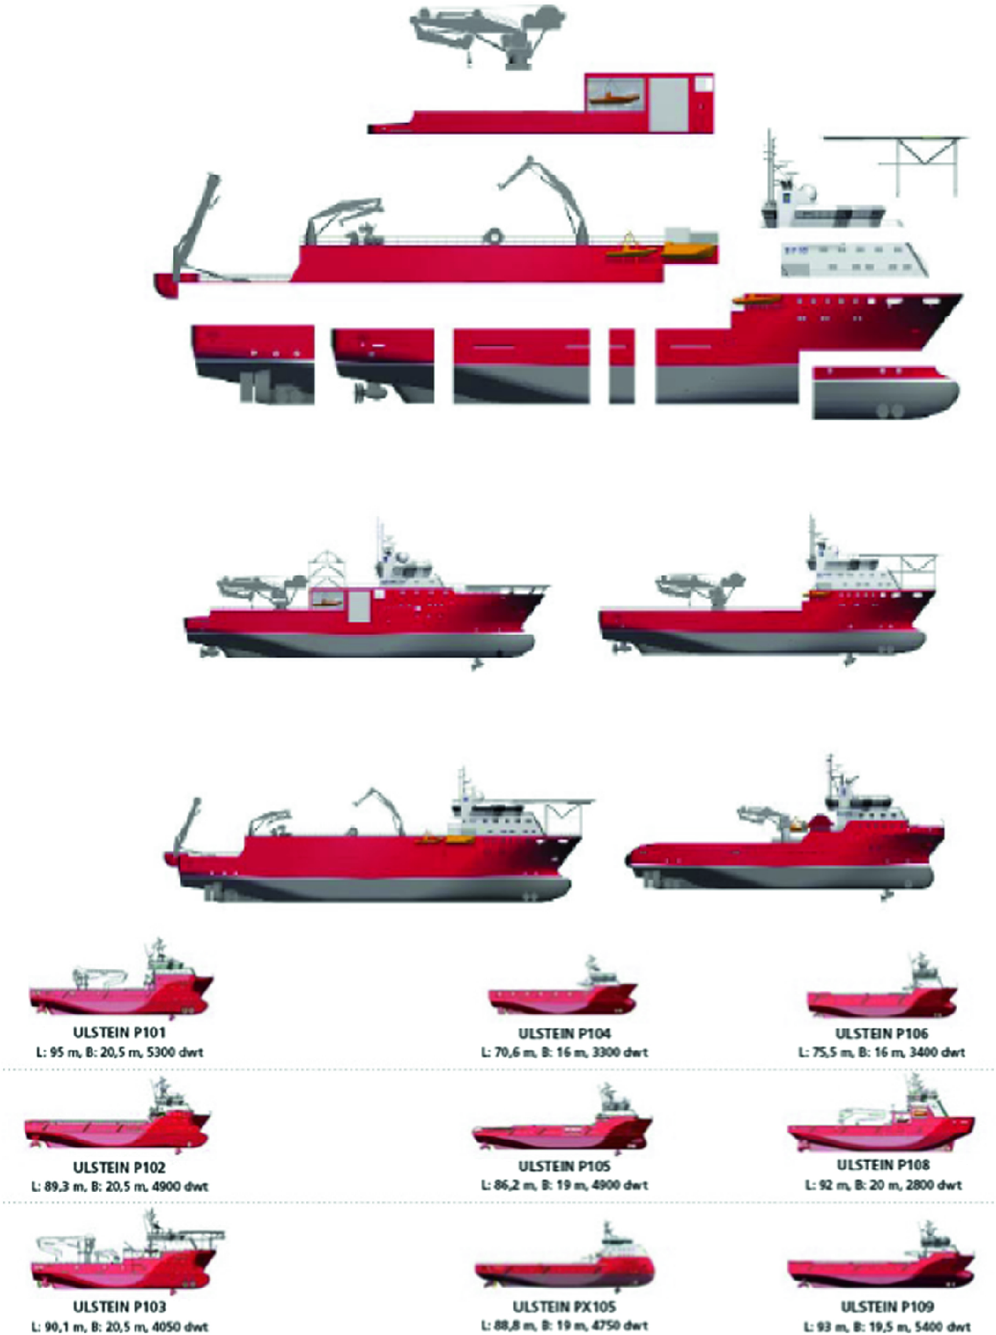 ULSTEIN P101
L: 95 m, B: 20,5 m, 5300 dwt
ULSTEIN P104
L: 70,6 m, B: 16 m, 3300 dwt
ULSTEIN P106
L: 75,5 m, B: 16 m, 3400 dwt
ULSTEIN P102
L: 89,3 m, B: 20,5 m, 4900 dwt
ULSTEIN P105
L: 86,2 m, B: 19 m, 4900 dwt
ULSTEIN P108
L: 92 m, B: 20 m, 2800 dwt
ULSTEIN P103
L: 90,1 m, B: 20,5 m, 4050 dwt
ULSTEIN PX105
L: 88,8 m, B: 19 m, 4750 dwt
ULSTEIN P109
L: 93 m, B: 19,5 m, 5400 dwt